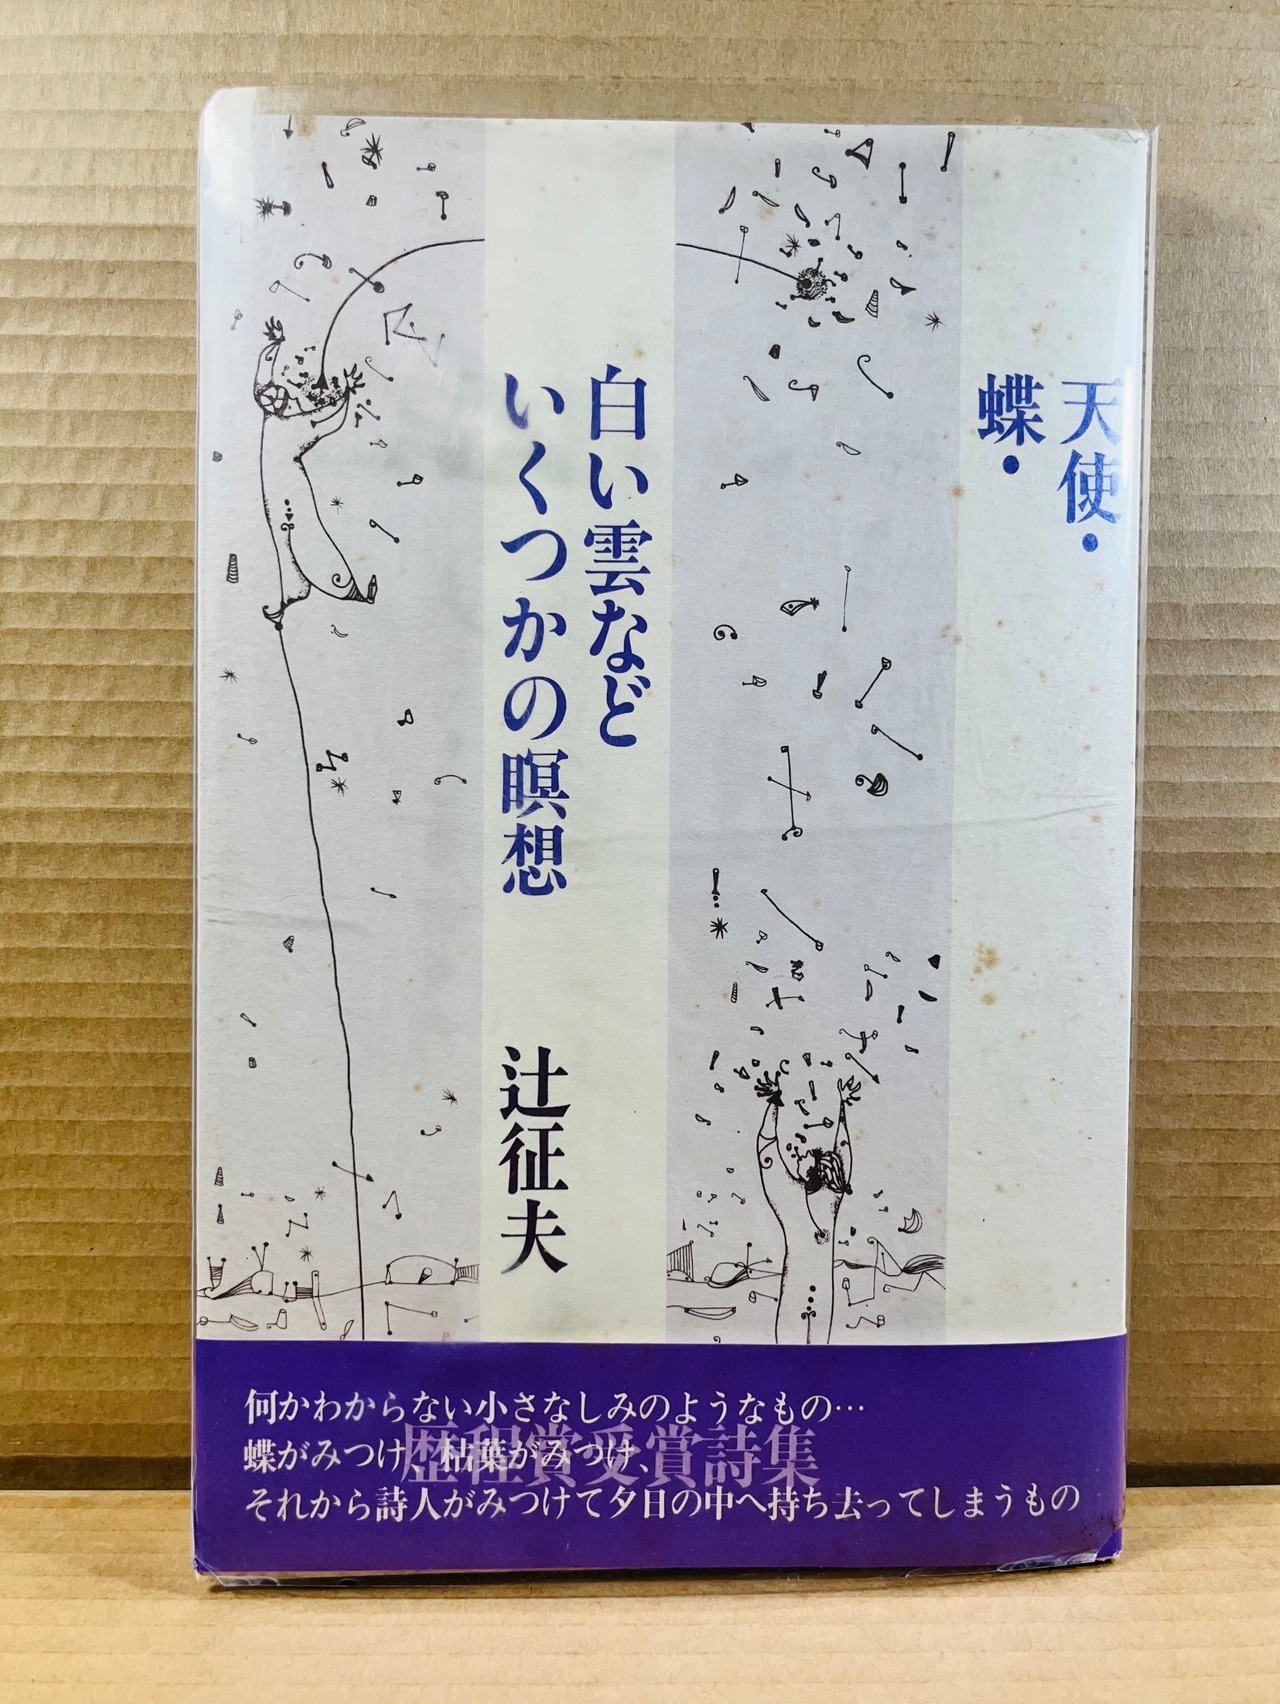 天使・
蝶・
白い雲など
いくつかの瞑想
辻征夫
何かわからない小さなしみのようなもの…
蝶がみつけ、枯葉がみつけ、
それから詩人がみつけて夕日の中へ持ち去ってしまうもの
歴程賞受賞詩集